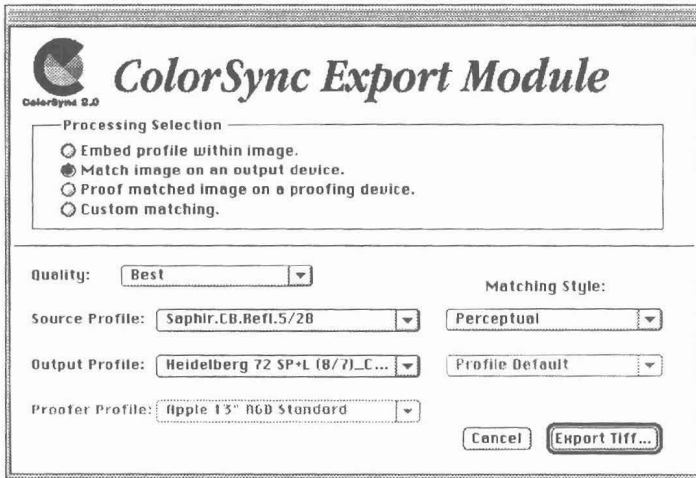 ColorSync Export Module
ColorSync 2.0
Processing Selection
Embed profile within image.
Match image on an output device.
Proof matched image on a proofing device.
Custom matching.
Quality: Best
Matching Style:
Source Profile: Saphir.CB.Refl.5/28 Perceptual
Output Profile: Heidelberg 72 SP+L (8/7)_C... Profile Default
Proofer Profile: Apple 13" RGB Standard
Cancel Export Tiff...